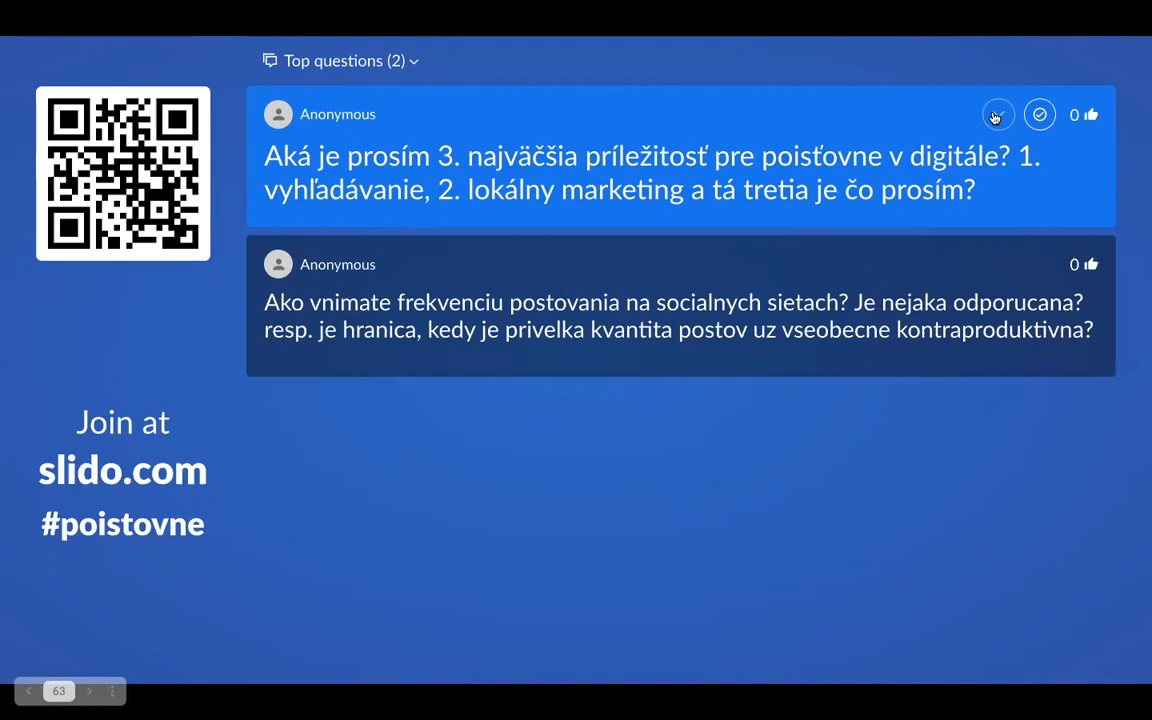 Top questions (2)
Anonymous
0
Aká je prosím 3. najväčšia príležitosť pre poisťovne v digitále? 1.
vyhľadávanie, 2. lokálny marketing a tá tretia je čo prosím?
Anonymous
0
Ako vnimate frekvenciu postovania na socialnych sietach? Je nejaka odporucana?
resp. je hranica, kedy je privelka kvantita postov uz vseobecne kontraproduktivna?
Join at
slido.com
#poistovne
63